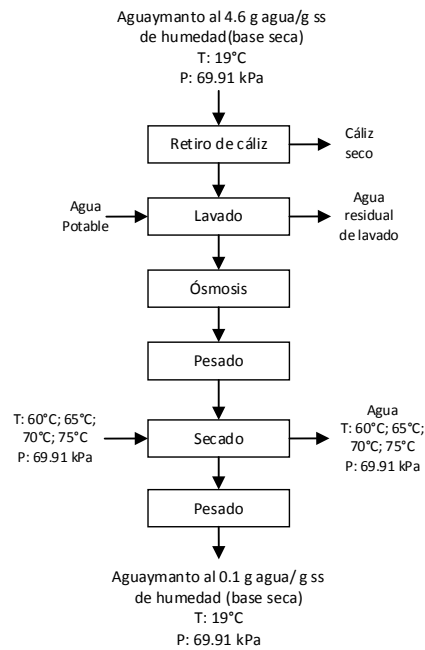 Aguaymanto al 4.6 g agua/g ss
de humedad(base seca)
T: 19°C
P: 69.91 kPa
Retiro de cáliz
Cáliz
seco
Agua
Potable
Lavado
Agua
residual
de lavado
Ósmosis
Pesado
T: 60°C; 65°C;
70°C; 75°C
P: 69.91 kPa
Secado
Agua
T: 60°C; 65°C;
70°C; 75°C
P: 69.91 kPa
Pesado
Aguaymanto al 0.1 g agua/ g ss
de humedad (base seca)
T: 19°C
P: 69.91 kPa